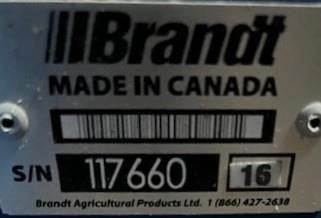 Brandt
MADE IN CANADA
S/N 117660 16
Brandt Agricultural Products Ltd. 1 (866) 427-2638